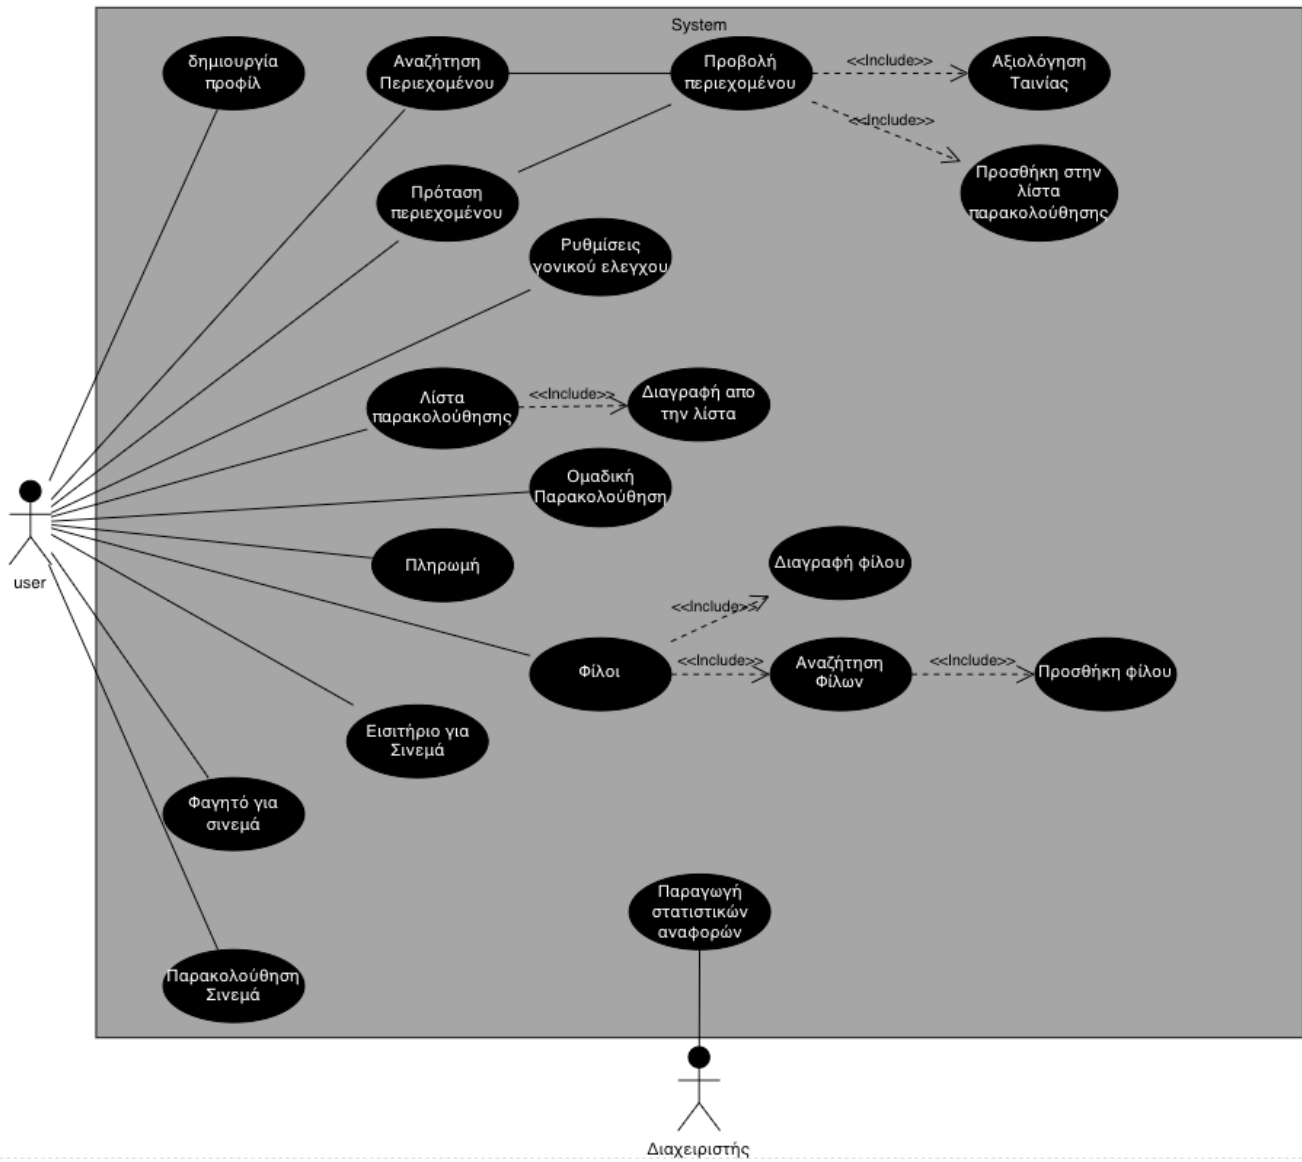 System
δημιουργία
προφίλ
Αναζήτηση
Περιεχομένου
Προβολή
περιεχομένου
<<Include>>
Αξιολόγηση
Ταινίας
<<Include>>
Προσθήκη στην
λίστα
παρακολούθησης
Πρόταση
περιεχομένου
Ρυθμίσεις
γονικού ελεγχου
Λίστα
παρακολούθησης
<<Include>>
Διαγραφή απο
την λίστα
Ομαδική
Παρακολούθηση
user
Πληρωμή
Διαγραφή φίλου
<<Include>>
Φίλοι
<<Include>>
Αναζήτηση
Φίλων
<<Include>>
Προσθήκη φίλου
Εισιτήριο για
Σινεμά
Φαγητό για
σινεμά
Παραγωγή
στατιστικών
αναφορών
Παρακολούθηση
Σινεμά
Διαχειριστής